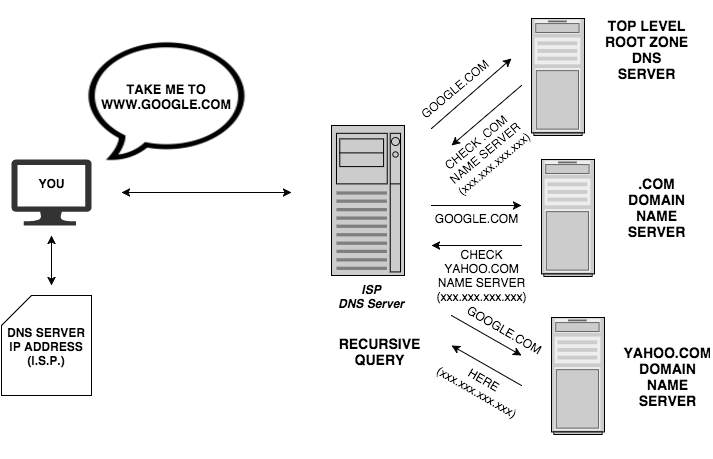 TAKE ME TO
WWW.GOOGLE.COM
YOU
DNS SERVER
IP ADDRESS
(I.S.P.)
ISP
DNS Server
RECURSIVE
QUERY
GOOGLE.COM
CHECK .COM
NAME SERVER
(xxx.xxx.xxx.xxx)
TOP LEVEL
ROOT ZONE
DNS
SERVER
GOOGLE.COM
CHECK
YAHOO.COM
NAME SERVER
(xxx.xxx.xxx.xxx)
.COM
DOMAIN
NAME
SERVER
GOOGLE.COM
HERE
(xxx.xxx.xxx.xxx)
YAHOO.COM
DOMAIN
NAME
SERVER